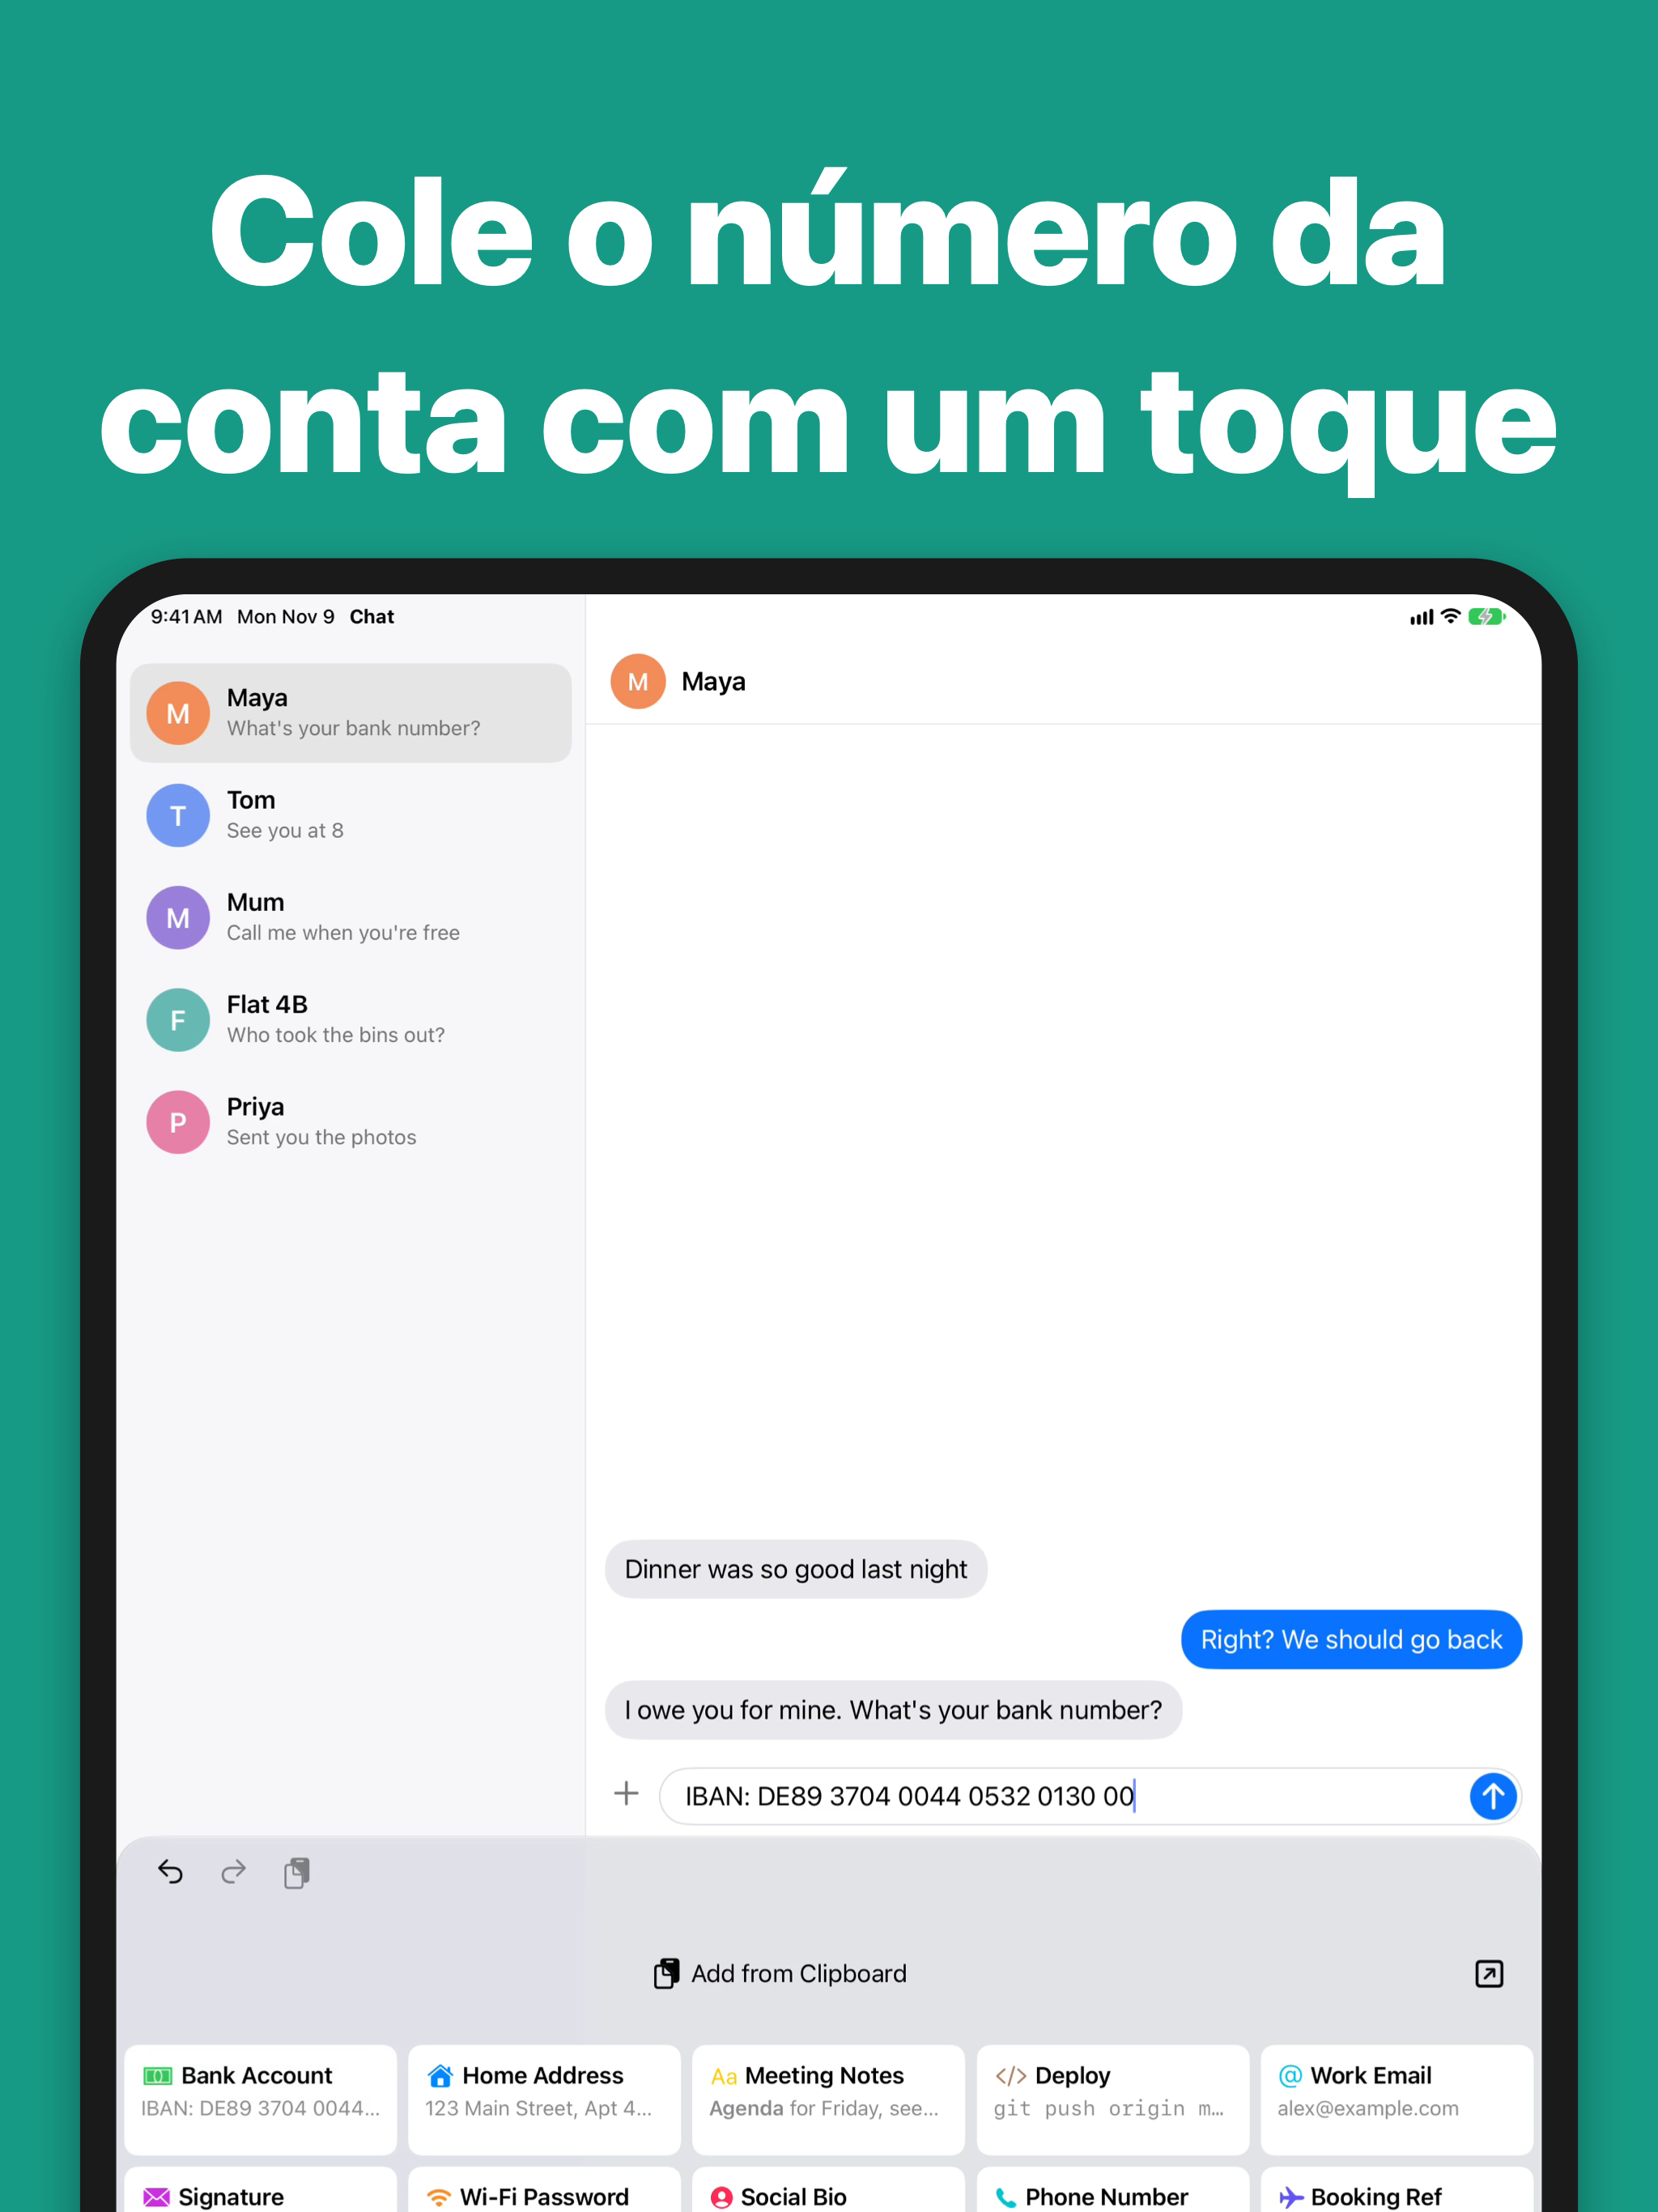 Cole o número da
conta com um toque
9:41 AM Mon Nov 9 Chat
M Maya
What's your bank number?
T Tom
See you at 8
M Mum
Call me when you're free
F Flat 4B
Who took the bins out?
P Priya
Sent you the photos
M Maya
Dinner was so good last night
Right? We should go back
I owe you for mine. What's your bank number?
IBAN: DE89 3704 0044 0532 0130 00
Add from Clipboard
Bank Account
IBAN: DE89 3704 0044...
Home Address
123 Main Street, Apt 4...
Aa Meeting Notes
Agenda for Friday, see...
</> Deploy
git push origin m...
@ Work Email
alex@example.com
Signature
Wi-Fi Password
Social Bio
Phone Number
Booking Ref